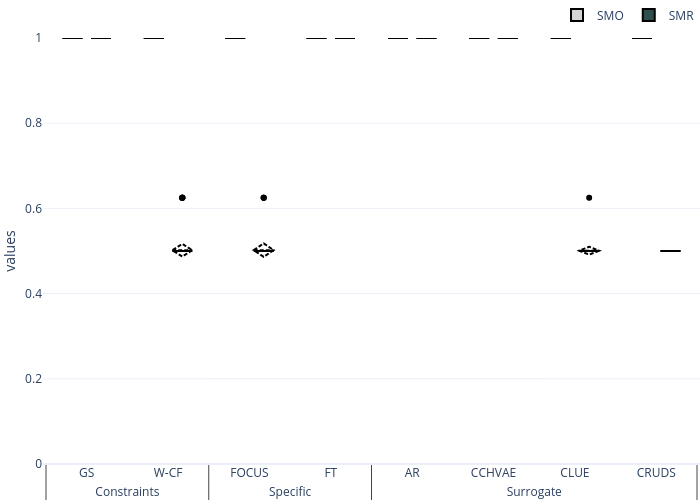 SMO SMR
1
0.8
0.6
0.4
0.2
0
values
GS W-CF FOCUS FT AR CCHVAE CLUE CRUDS
Constraints Specific Surrogate